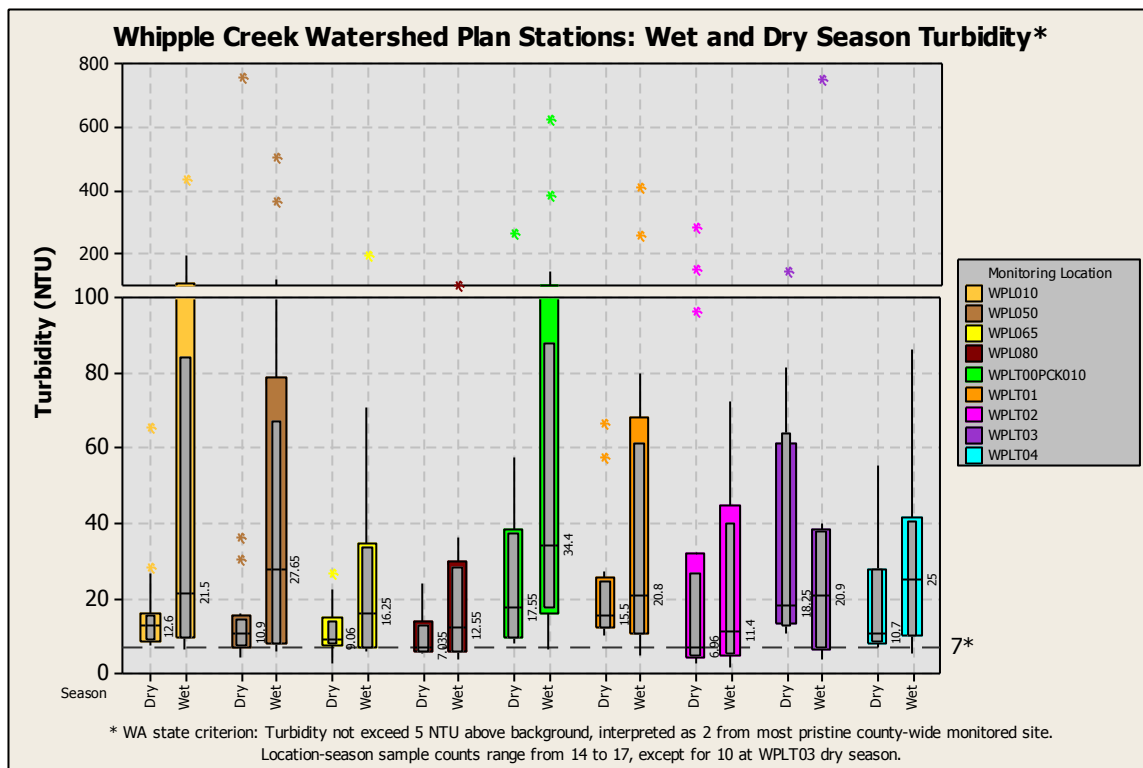 Whipple Creek Watershed Plan Stations: Wet and Dry Season Turbidity*
800
600
400
200
100
80
60
40
20
0
Turbidity (NTU)
12.6
21.5
10.9
27.65
9.06
16.25
7.035
12.55
17.55
34.4
15.5
20.8
6.96
11.4
18.25
20.9
10.7
25
7*
Season
Dry
Wet
Dry
Wet
Dry
Wet
Dry
Wet
Dry
Wet
Dry
Wet
Dry
Wet
Dry
Wet
Dry
Wet
Monitoring Location
WPL010
WPL050
WPL065
WPL080
WPLT00PCK010
WPLT01
WPLT02
WPLT03
WPLT04
* WA state criterion: Turbidity not exceed 5 NTU above background, interpreted as 2 from most pristine county-wide monitored site.
Location-season sample counts range from 14 to 17, except for 10 at WPLT03 dry season.